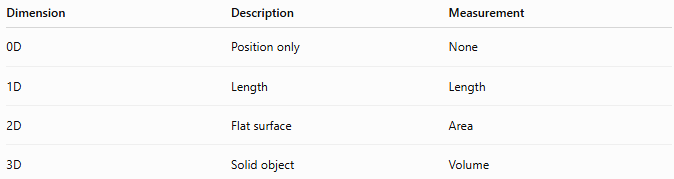 Dimension Description Measurement
0D Position only None
1D Length Length
2D Flat surface Area
3D Solid object Volume